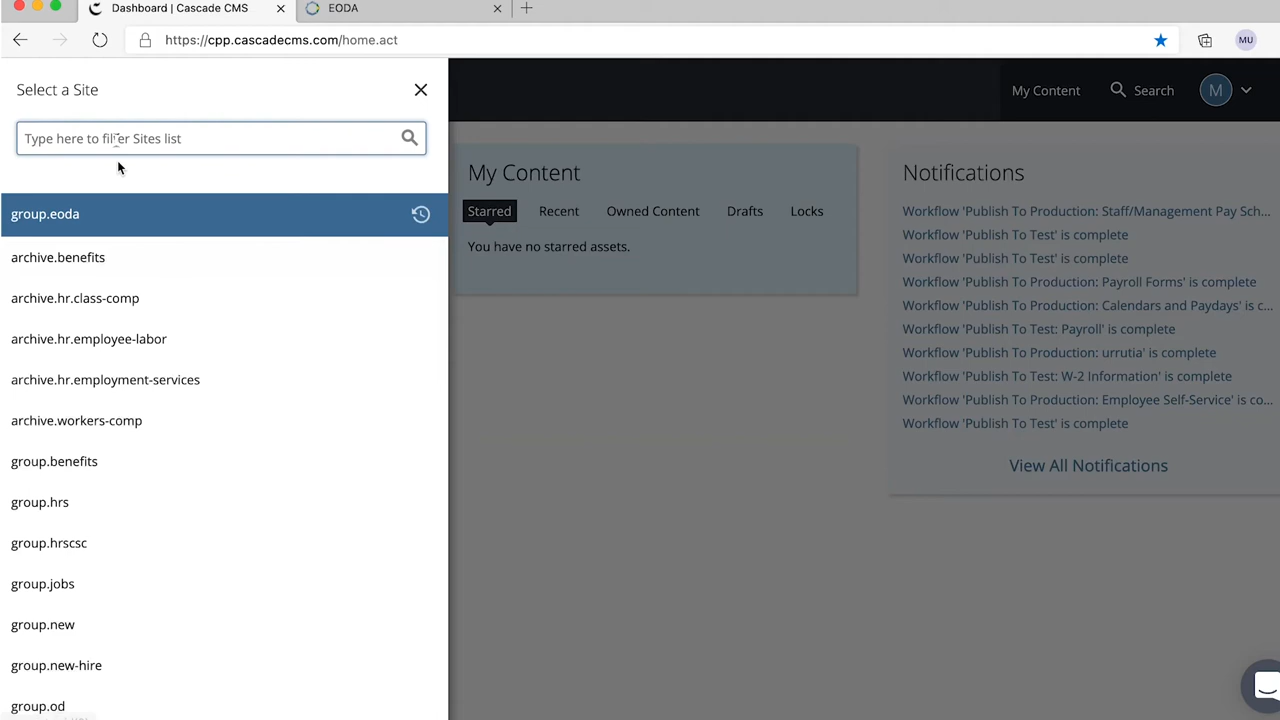 Dashboard | Cascade CMS
EODA
https://cpp.cascadecms.com/home.act
MU
Select a Site
Type here to filter Sites list
group.eoda
archive.benefits
archive.hr.class-comp
archive.hr.employee-labor
archive.hr.employment-services
archive.workers-comp
group.benefits
group.hrs
group.hrscsc
group.jobs
group.new
group.new-hire
group.od
My Content
Search
M
My Content
Starred
Recent
Owned Content
Drafts
Locks
You have no starred assets.
Notifications
Workflow 'Publish To Production: Staff/Management Pay Sch...
Workflow 'Publish To Test' is complete
Workflow 'Publish To Test' is complete
Workflow 'Publish To Production: Payroll Forms' is complete
Workflow 'Publish To Production: Calendars and Paydays' is c...
Workflow 'Publish To Test: Payroll' is complete
Workflow 'Publish To Production: urrutia' is complete
Workflow 'Publish To Test: W-2 Information' is complete
Workflow 'Publish To Production: Employee Self-Service' is co...
Workflow 'Publish To Test' is complete
View All Notifications